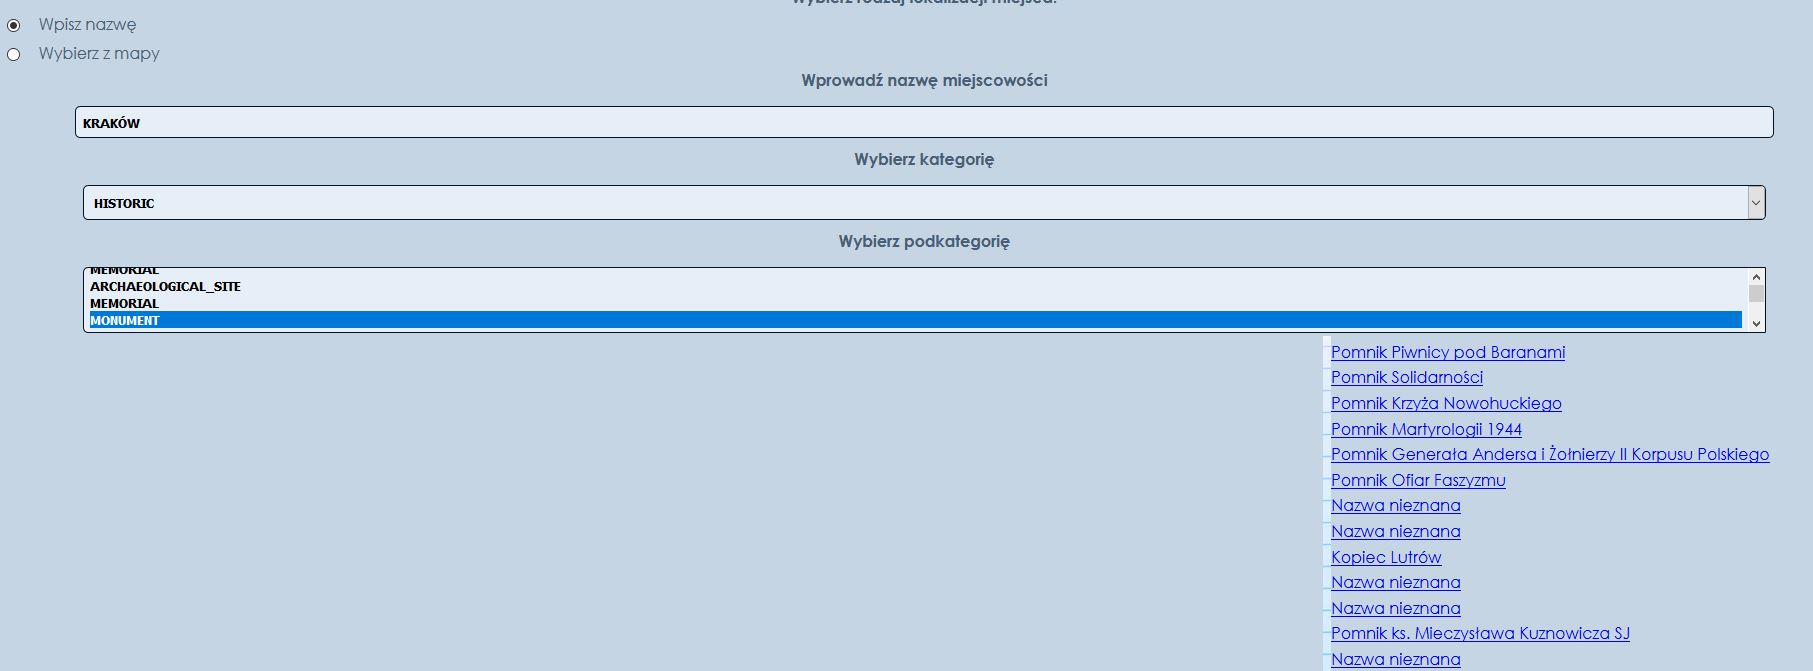 Wybierz rodzaj lokalizacji miejsca:
Wpisz nazwę
Wybierz z mapy
Wprowadź nazwę miejscowości
KRAKÓW
Wybierz kategorię
HISTORIC
Wybierz podkategorię
MEMORIAL
ARCHAEOLOGICAL_SITE
MEMORIAL
MONUMENT
Pomnik Piwnicy pod Baranami
Pomnik Solidarności
Pomnik Krzyża Nowohuckiego
Pomnik Martyrologii 1944
Pomnik Generała Andersa i Żołnierzy II Korpusu Polskiego
Pomnik Ofiar Faszyzmu
Nazwa nieznana
Nazwa nieznana
Kopiec Lutrów
Nazwa nieznana
Nazwa nieznana
Pomnik ks. Mieczysława Kuznowicza SJ
Nazwa nieznana